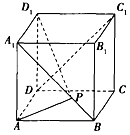 D₁ C₁
A₁ B₁
D P C
A B